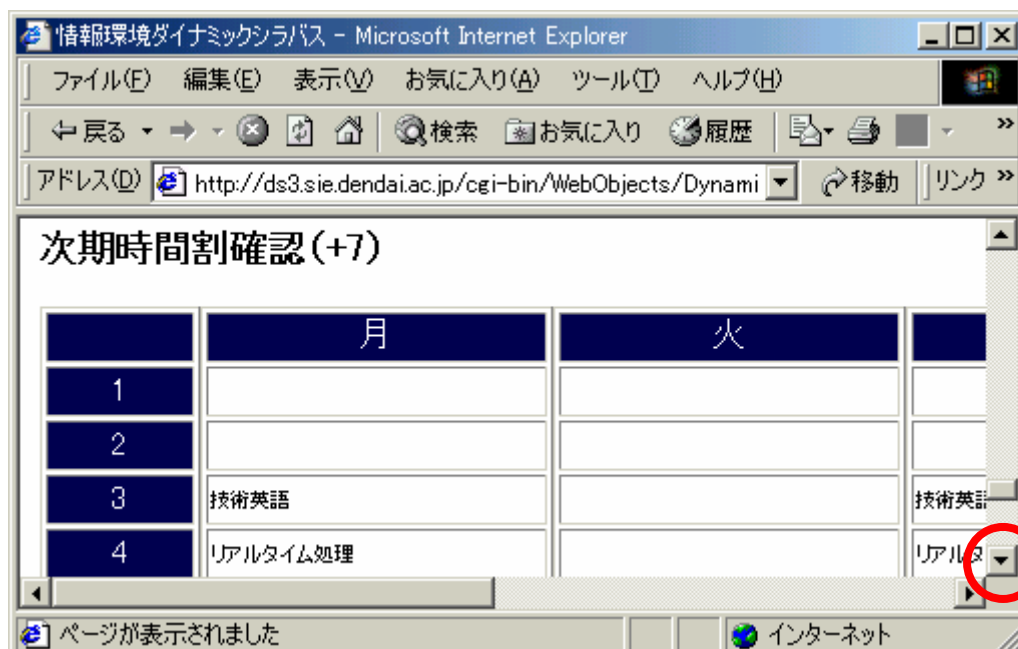 情報環境ダイナミックシラバス - Microsoft Internet Explorer
ファイル(F) 編集(E) 表示(V) お気に入り(A) ツール(T) ヘルプ(H)
戻る 検索 お気に入り 履歴 »
アドレス(D) http://ds3.sie.dendai.ac.jp/cgi-bin/WebObjects/Dynami 移動 リンク »
次期時間割確認(+7)
月 火
1
2
3 技術英語 技術英語
4 リアルタイム処理 リアルタ
ページが表示されました インターネット